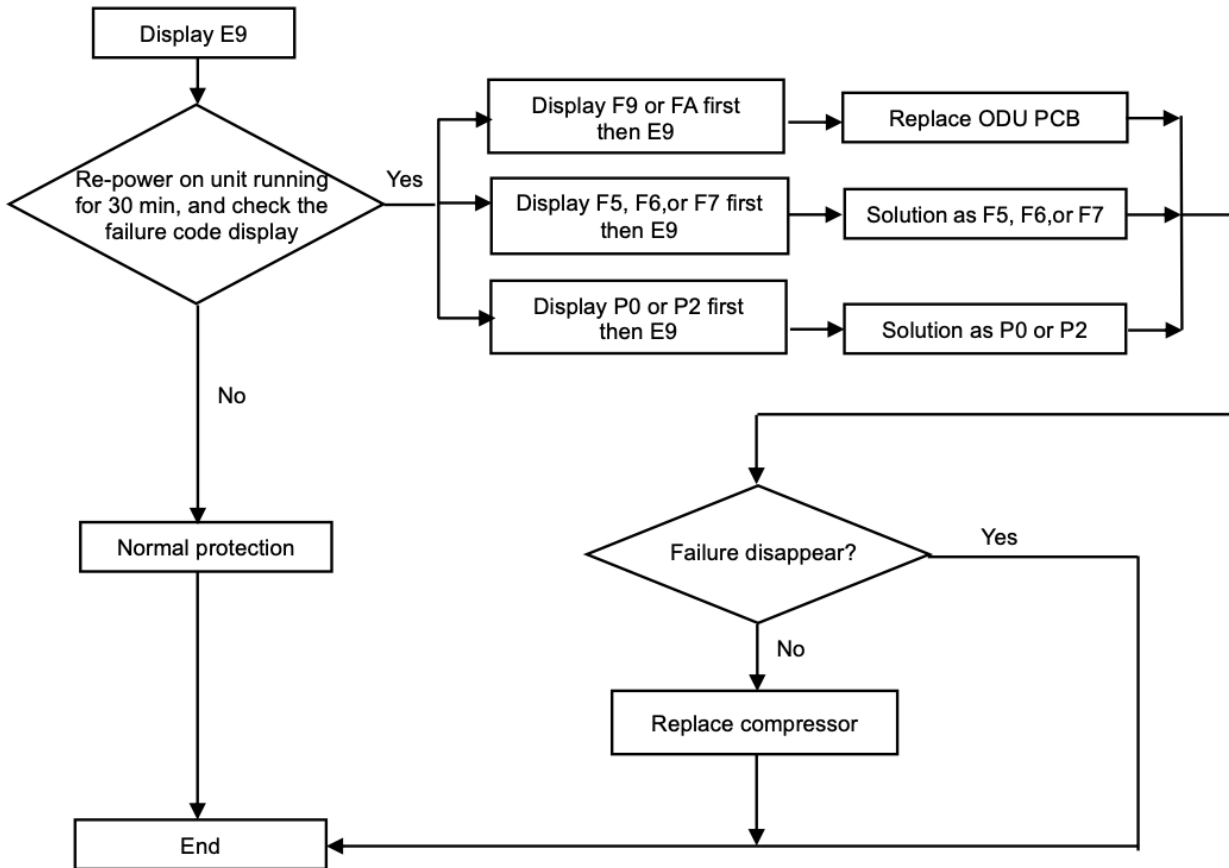 Display E9
Re-power on unit running
for 30 min, and check the
failure code display
Yes
Display F9 or FA first
then E9
Replace ODU PCB
Display F5, F6,or F7 first
then E9
Solution as F5, F6,or F7
Display P0 or P2 first
then E9
Solution as P0 or P2
No
Normal protection
Failure disappear?
Yes
No
Replace compressor
End